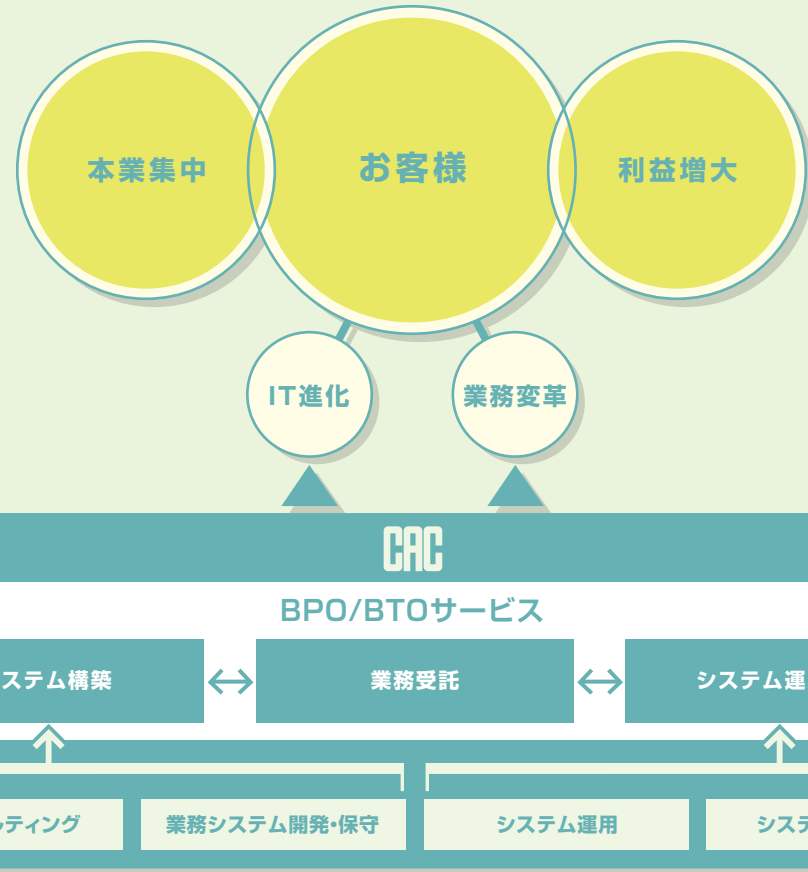 本業集中
お客様
利益増大
IT進化
業務変革
CAC
BPO/BTOサービス
ステム構築
業務受託
システム運
ティング
業務システム開発・保守
システム運用
システ